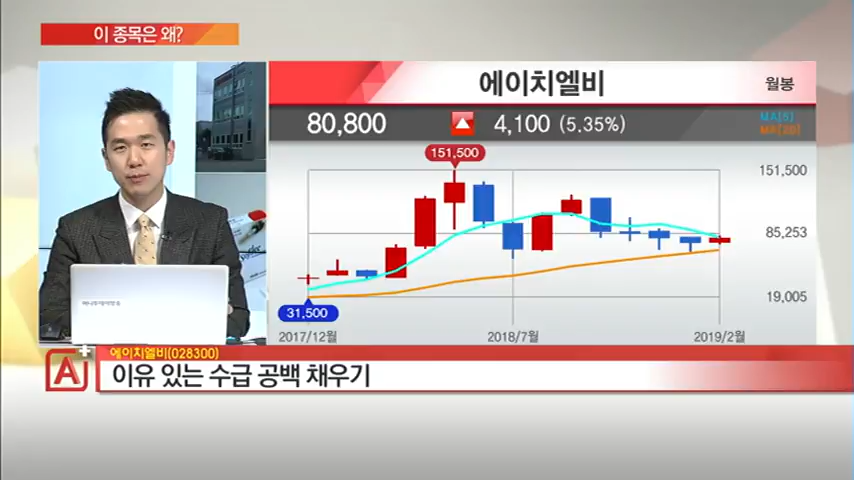 이 종목은 왜?
에이치엘비
월봉
80,800
4,100 (5.35%)
MA[5]
MA[20]
151,500
151,500
85,253
19,005
31,500
2017/12월
2018/7월
2019/2월
에이치엘비(028300)
A+
이유 있는 수급 공백 채우기